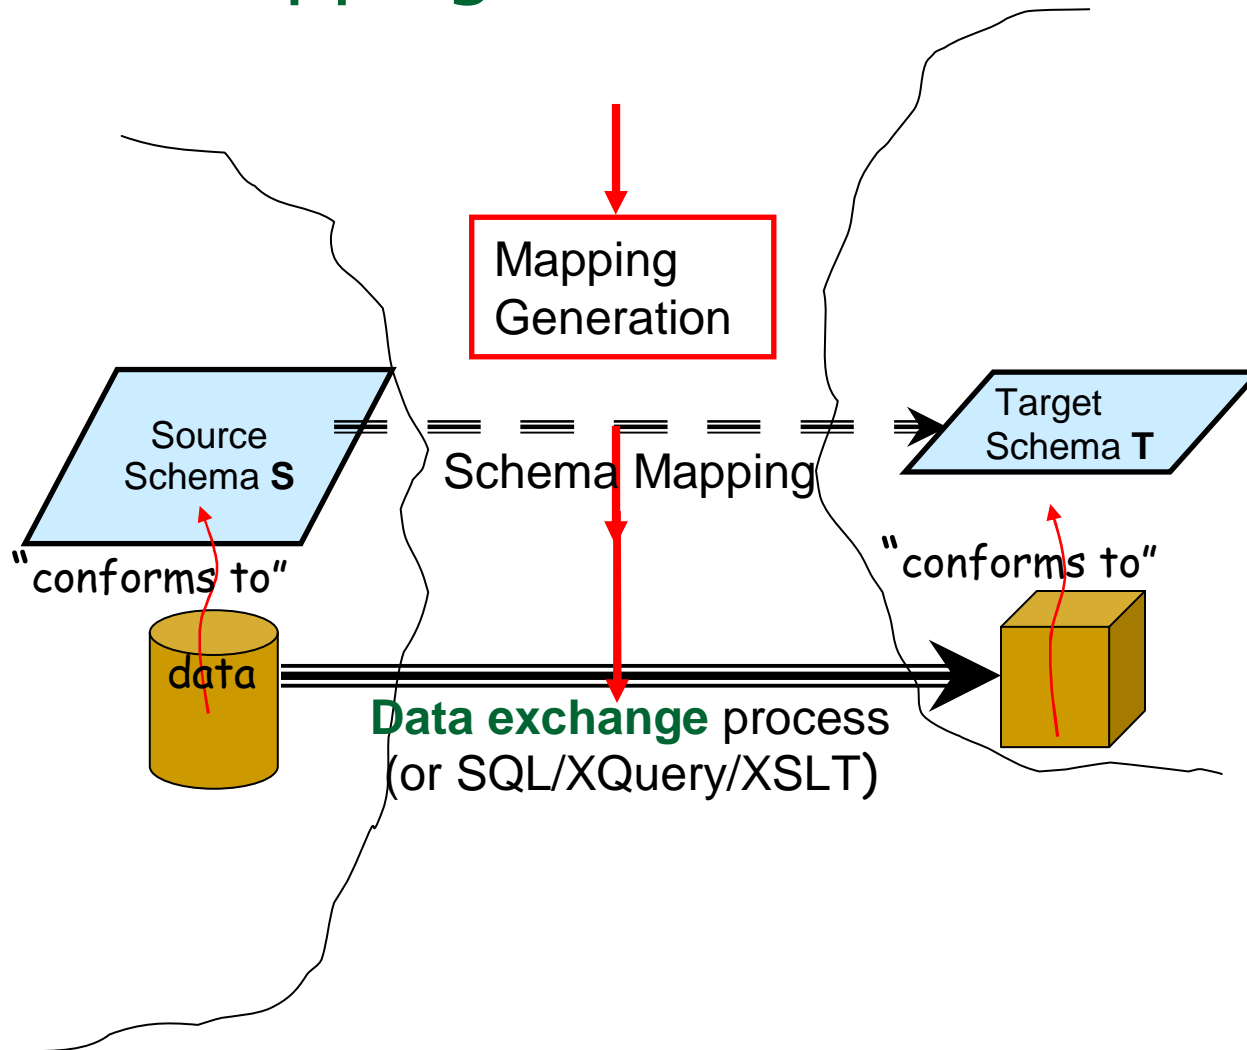 Mapping
Generation
Source
Schema S
Target
Schema T
Schema Mapping
“conforms to”
“conforms to”
data
Data exchange process
(or SQL/XQuery/XSLT)